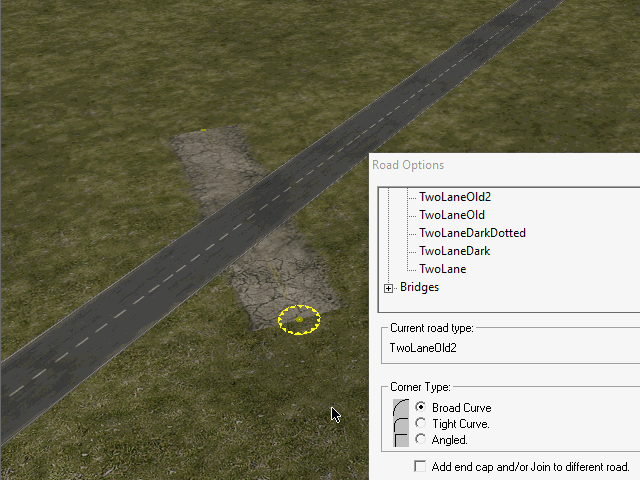 Road Options
TwoLaneOld2
TwoLaneOld
TwoLaneDarkDotted
TwoLaneDark
TwoLane
Bridges
Current road type:
TwoLaneOld2
Corner Type:
Broad Curve
Tight Curve.
Angled.
Add end cap and/or Join to different road.